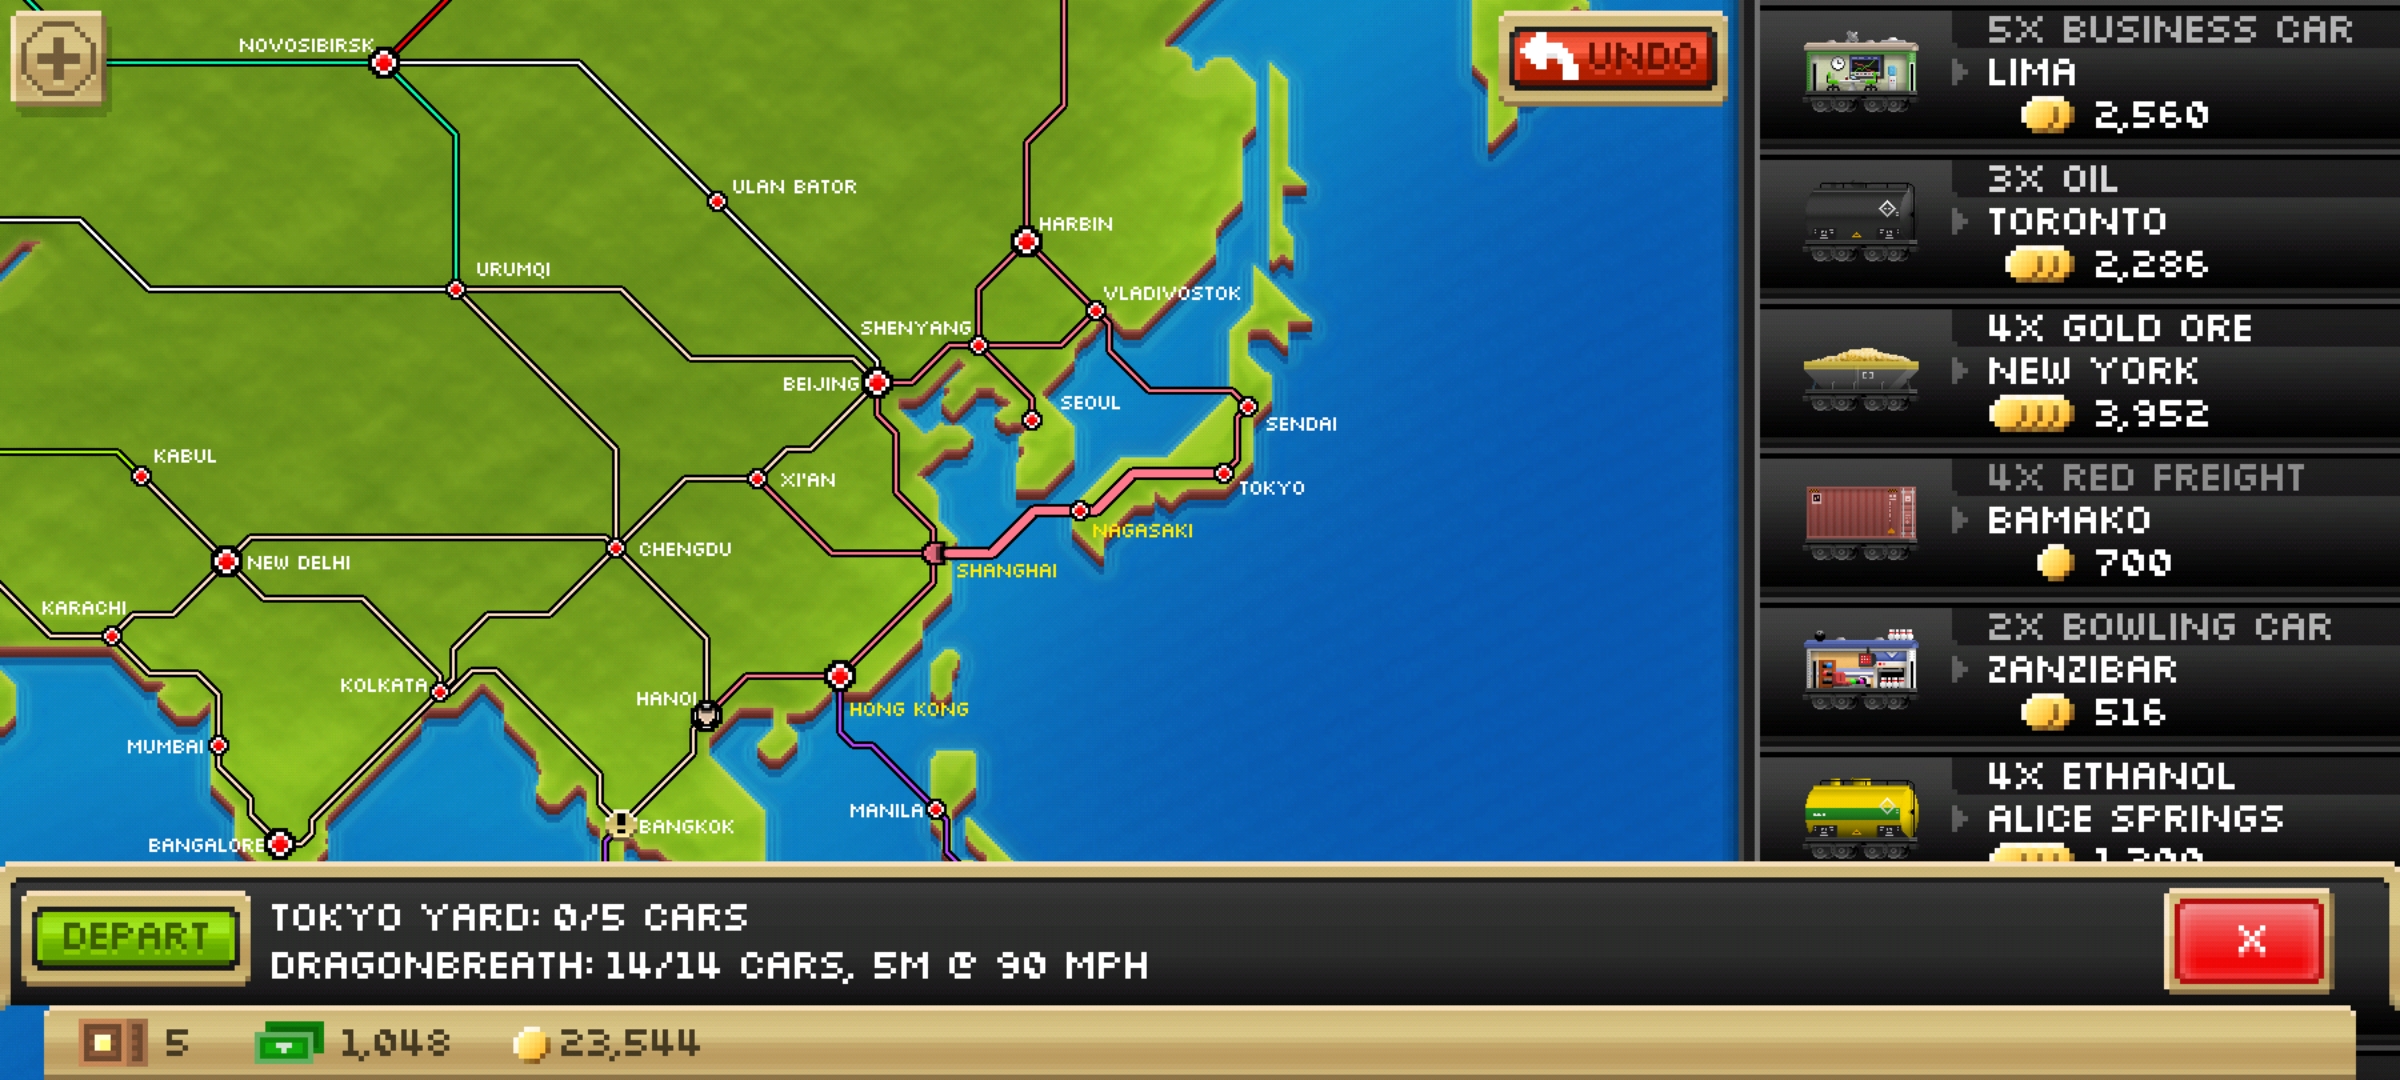 NOVOSIBIRSK
ULAN BATOR
HARBIN
URUMQI
VLADIVOSTOK
SHENYANG
BEIJING
SEOUL
SENDAI
KABUL
XI'AN
TOKYO
NAGASAKI
CHENGDU
NEW DELHI
SHANGHAI
KARACHI
KOLKATA
HANOI
HONG KONG
MUMBAI
MANILA
BANGKOK
BANGALORE
UNDO
5X BUSINESS CAR
LIMA
2,560
3X OIL
TORONTO
2,286
4X GOLD ORE
NEW YORK
3,952
4X RED FREIGHT
BAMAKO
700
2X BOWLING CAR
ZANZIBAR
516
4X ETHANOL
ALICE SPRINGS
DEPART
TOKYO YARD: 0/5 CARS
DRAGONBREATH: 14/14 CARS, 5M @ 90 MPH
X
5
1,048
23,544